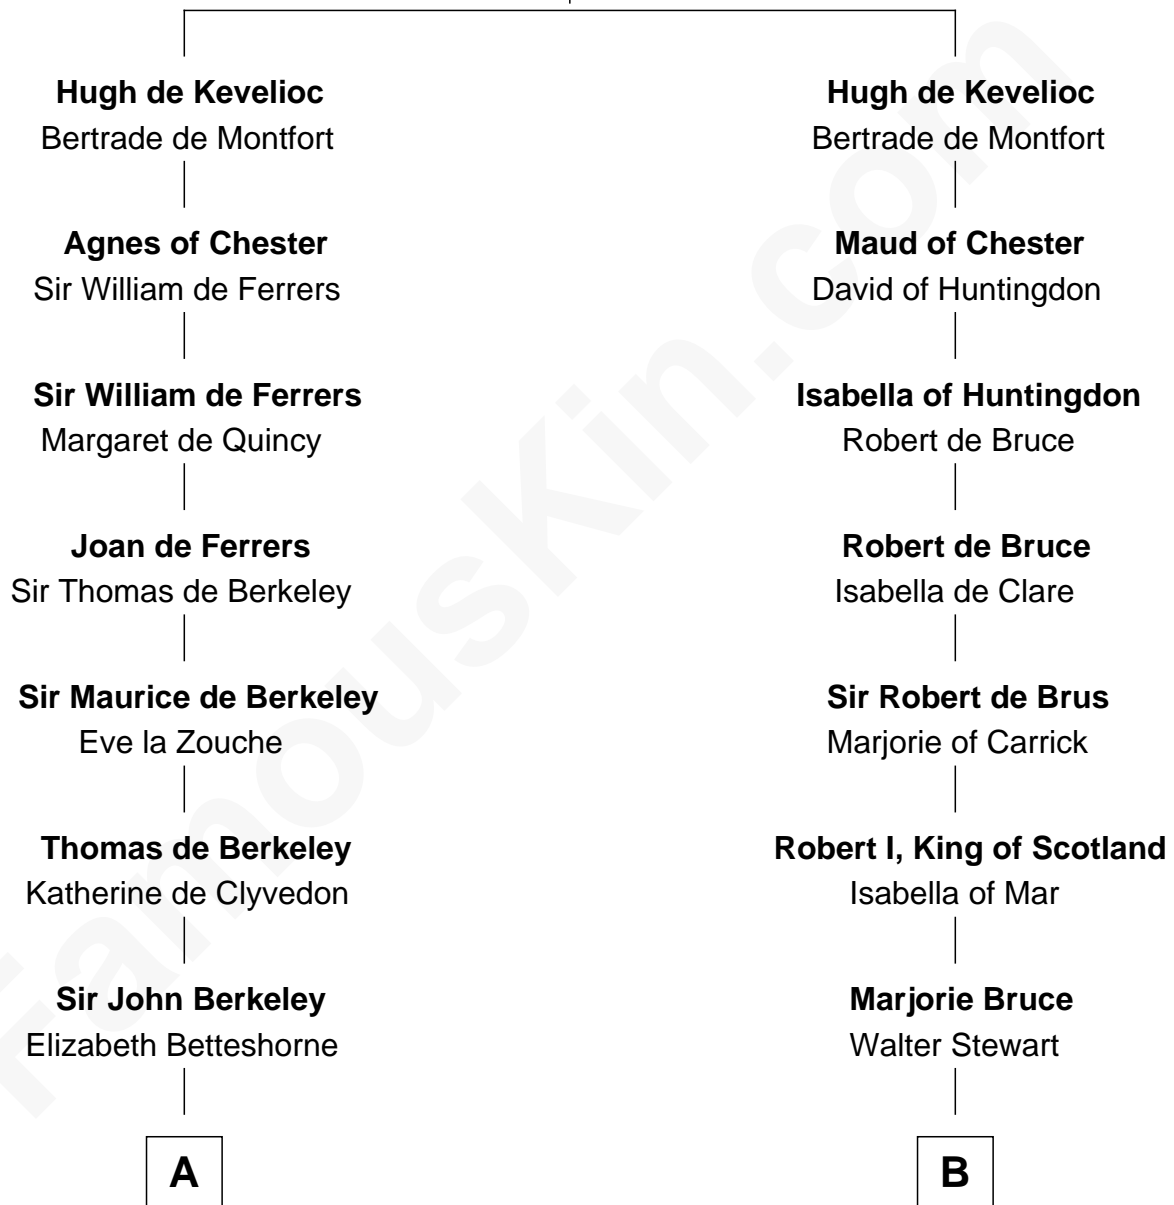 Hugh de Kevelioc
Bertrade de Montfort
Agnes of Chester
Sir William de Ferrers
Sir William de Ferrers
Margaret de Quincy
Joan de Ferrers
Sir Thomas de Berkeley
Sir Maurice de Berkeley
Eve la Zouche
Thomas de Berkeley
Katherine de Clyvedon
Sir John Berkeley
Elizabeth Betteshorne
A
Hugh de Kevelioc
Bertrade de Montfort
Maud of Chester
David of Huntingdon
Isabella of Huntingdon
Robert de Bruce
Robert de Bruce
Isabella de Clare
Sir Robert de Brus
Marjorie of Carrick
Robert I, King of Scotland
Isabella of Mar
Marjorie Bruce
Walter Stewart
B
FamousKin.com